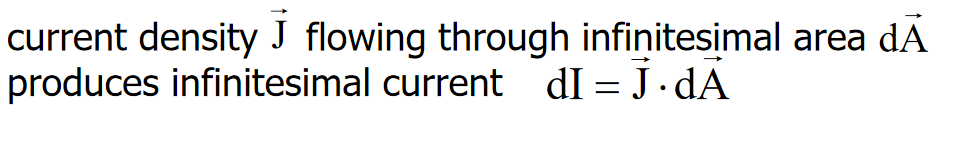 current density J⃗ flowing through infinitesimal area dA⃗
produces infinitesimal current dI = J⃗ · dA⃗